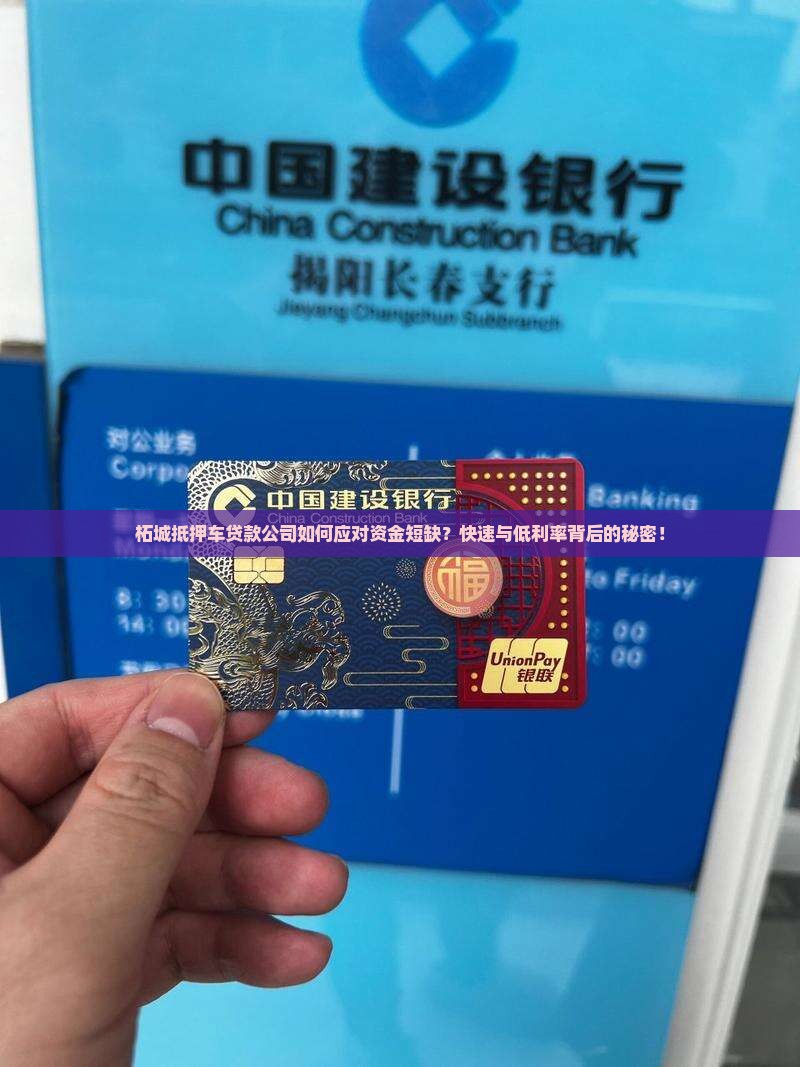 中国建设银行
China Construction Bank
揭阳长春支行
Jieyang Changchun Subbranch
对公业务
Corpo
Banking
中国建设银行
China Construction Bank
柘城抵押车贷款公司如何应对资金短缺？快速与低利率背后的秘密！
to Friday
8:30
:00
14:0
:00
福
UnionPay
银联